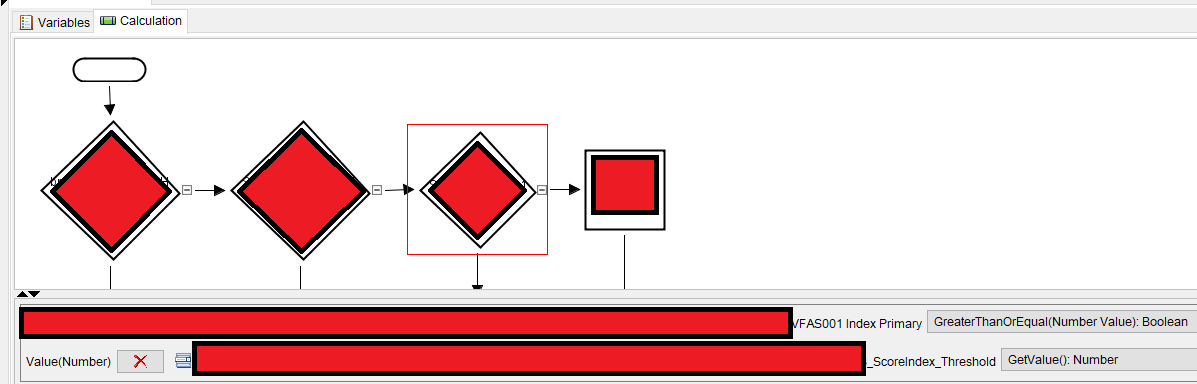 Variables Calculation
VFAS001 Index Primary GreaterThanOrEqual(Number Value): Boolean
Value(Number) _ScoreIndex_Threshold GetValue(): Number